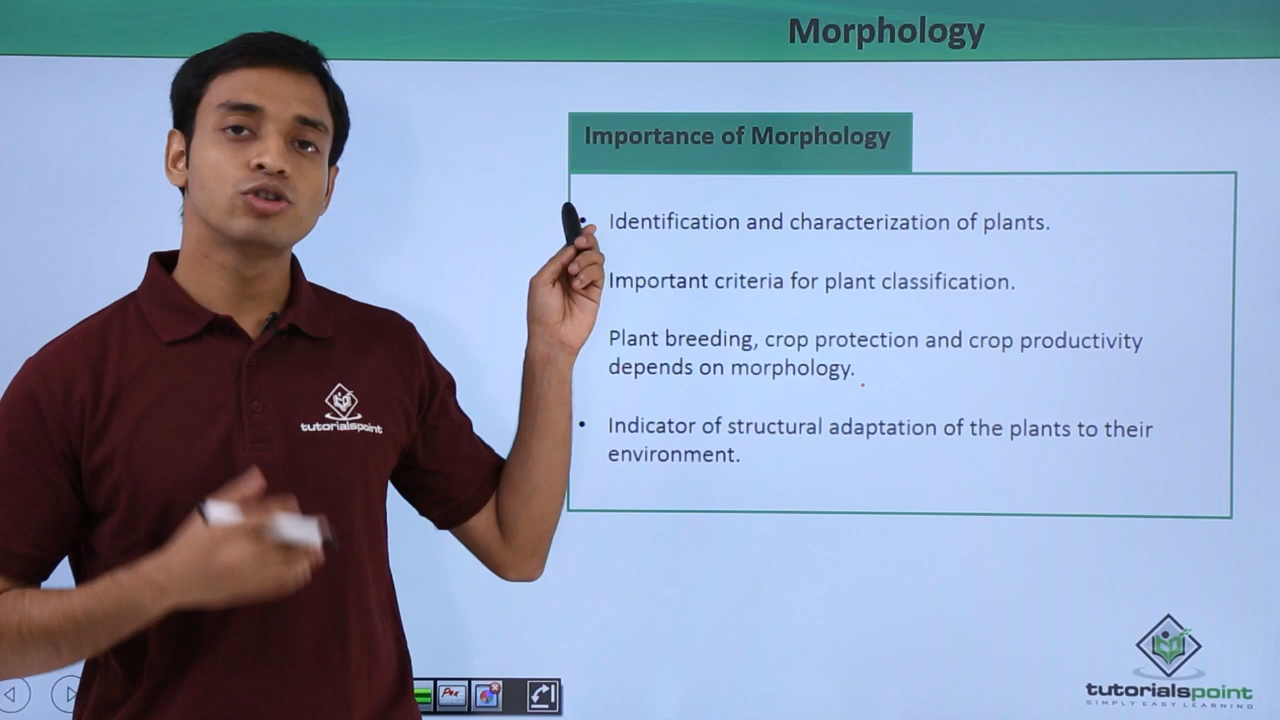 Morphology
Importance of Morphology
• Identification and characterization of plants.
Important criteria for plant classification.
Plant breeding, crop protection and crop productivity
depends on morphology.
• Indicator of structural adaptation of the plants to their
environment.
tutorialspoint
tutorialspoint
SIMPLY EASY LEARNING